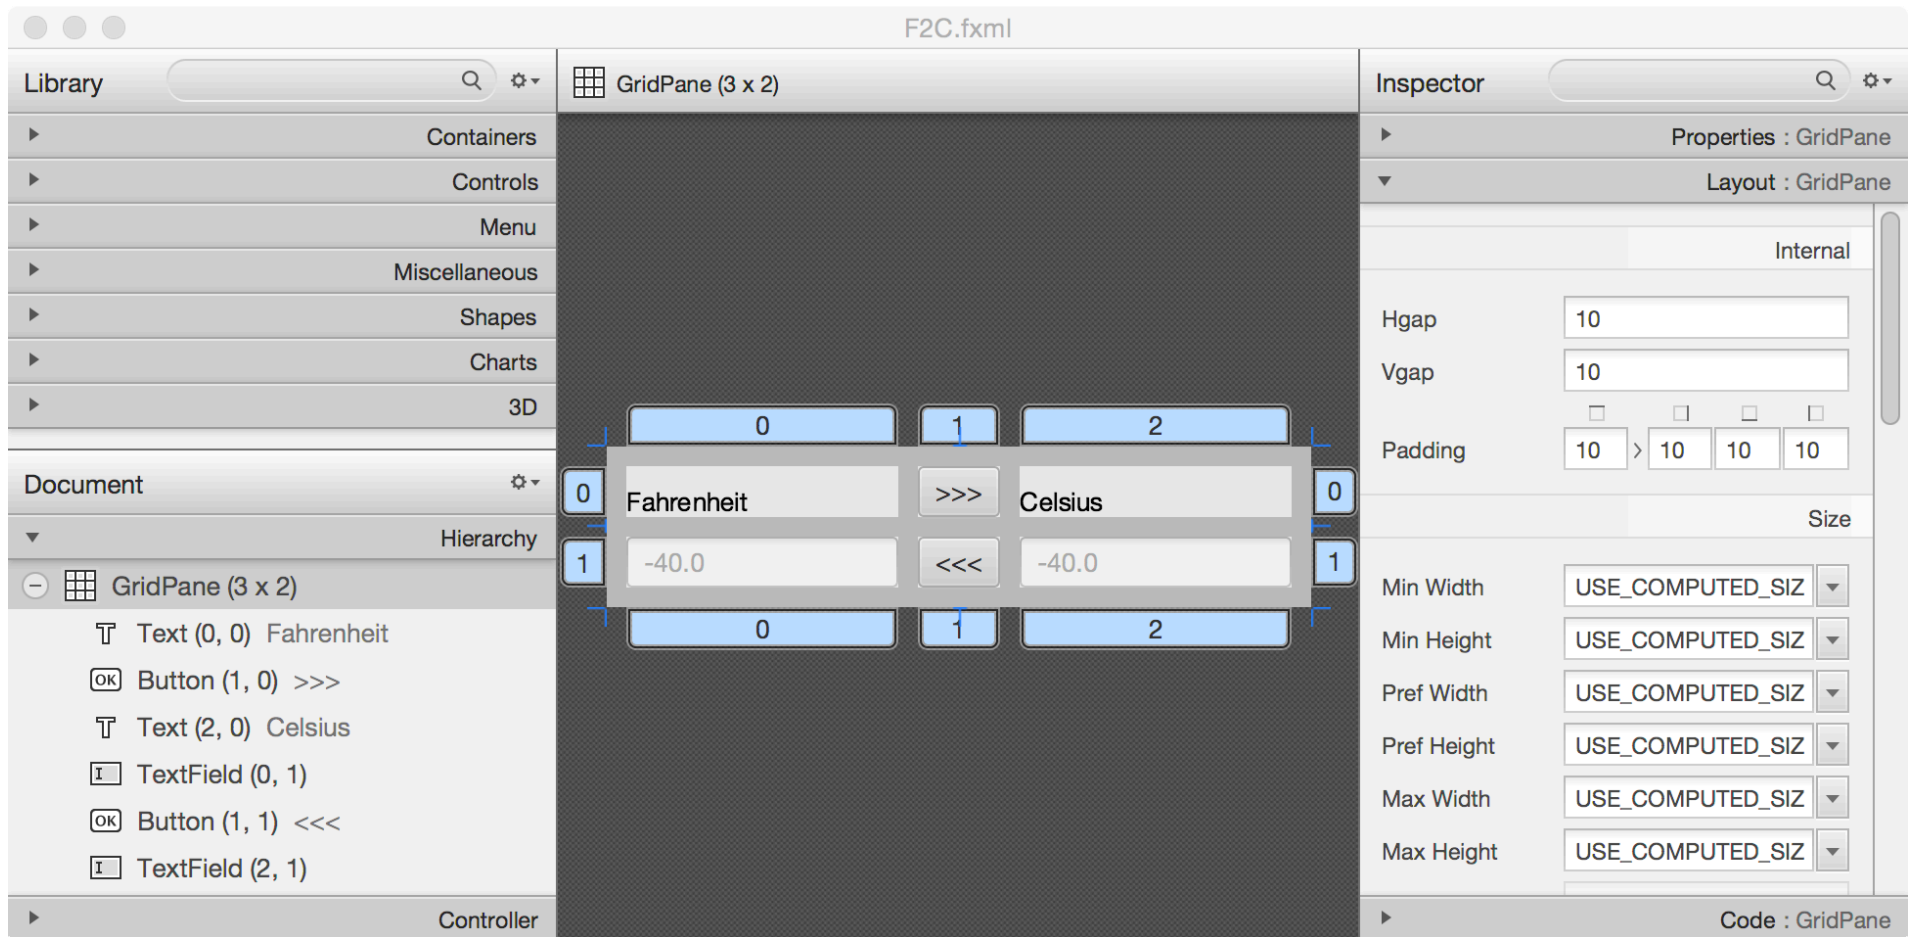 F2C.fxml
Library
Containers
Controls
Menu
Miscellaneous
Shapes
Charts
3D
Document
Hierarchy
GridPane (3 x 2)
Text (0, 0) Fahrenheit
OK Button (1, 0) >>>
Text (2, 0) Celsius
TextField (0, 1)
OK Button (1, 1) <<<
TextField (2, 1)
Controller
GridPane (3 x 2)
0 1 2
0 Fahrenheit >>> Celsius 0
1 -40.0 <<< -40.0 1
0 1 2
Inspector
Properties : GridPane
Layout : GridPane
Internal
Hgap 10
Vgap 10
Padding 10 > 10 10 10
Size
Min Width USE_COMPUTED_SIZ
Min Height USE_COMPUTED_SIZ
Pref Width USE_COMPUTED_SIZ
Pref Height USE_COMPUTED_SIZ
Max Width USE_COMPUTED_SIZ
Max Height USE_COMPUTED_SIZ
Code : GridPane